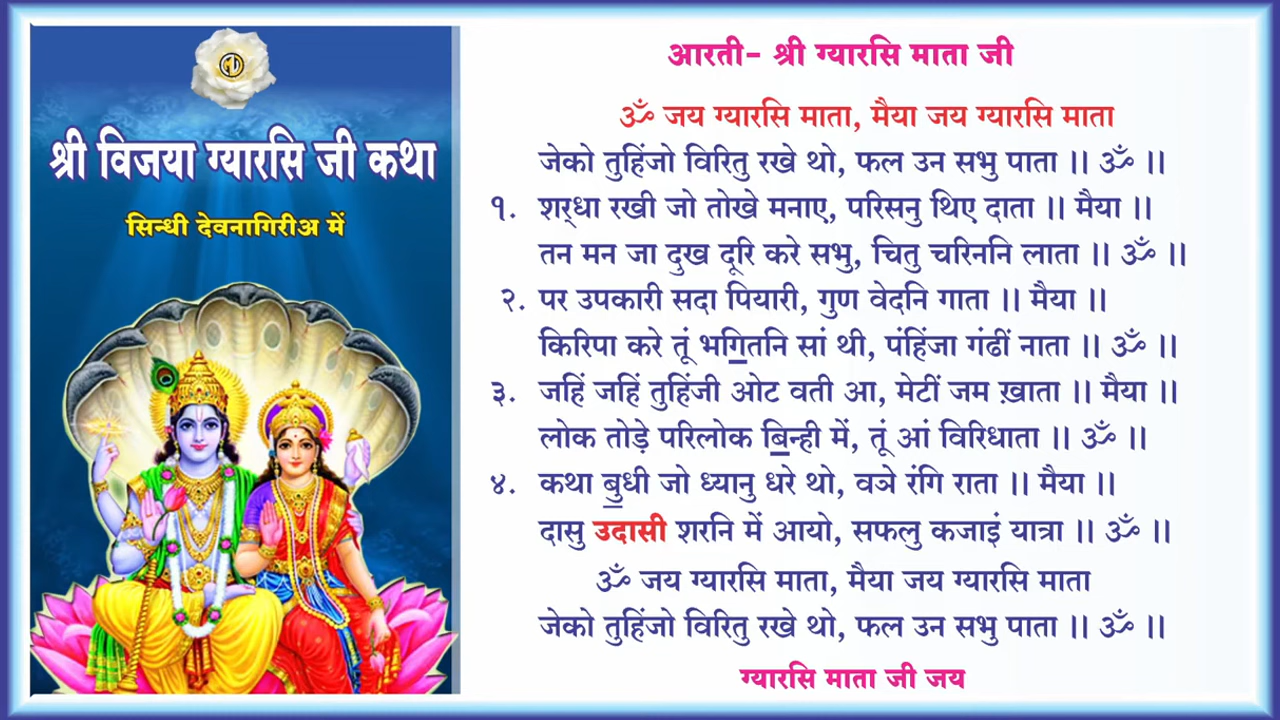 श्री विजया ग्यारसि जी कथा
सिन्धी देवनागिरीअ में
आरती- श्री ग्यारसि माता जी
ॐ जय ग्यारसि माता, मैया जय ग्यारसि माता
जेको तुहिंजो विरितु रखे थो, फल उन सभु पाता ।। ॐ ।।
१. शर्‌धा रखी जो तोखे मनाए, परिसनु थिए दाता ।। मैया ।।
तन मन जा दुख दूरि करे सभु, चितु चरिननि लाता ।। ॐ ।।
२. पर उपकारी सदा पियारी, गुण वेदनि गाता ।। मैया ।।
किरिपा करे तूं भगि॒तनि सां थी, पंहिंजा गंढीं नाता ।। ॐ ।।
३. जहिं जहिं तुहिंजी ओट वती आ, मेटीं जम ख़ाता ।। मैया ।।
लोक तोड़े परिलोक बि॒न्ही में, तूं आं विरिधाता ।। ॐ ।।
४. कथा बु॒धी जो ध्यानु धरे थो, वञे रंगि राता ।। मैया ।।
दासु उदासी शरनि में आयो, सफलु कजाइं यात्रा ।। ॐ ।।
ॐ जय ग्यारसि माता, मैया जय ग्यारसि माता
जेको तुहिंजो विरितु रखे थो, फल उन सभु पाता ।। ॐ ।।
ग्यारसि माता जी जय